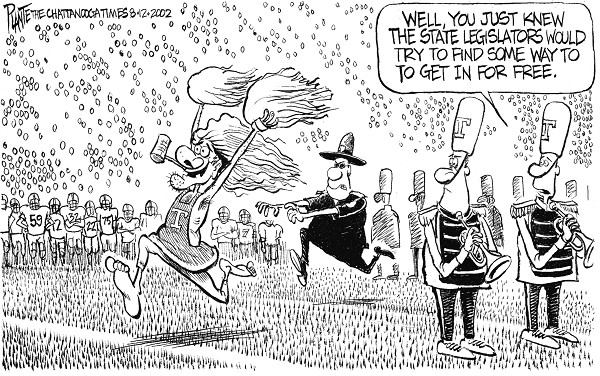 PLANTE THE CHATTANOOGA TIMES 8-12-2002
WELL, YOU JUST KNEW
THE STATE LEGISLATORS WOULD
TRY TO FIND SOME WAY TO
TO GET IN FOR FREE.
T
T
59
32
22
75
7
T